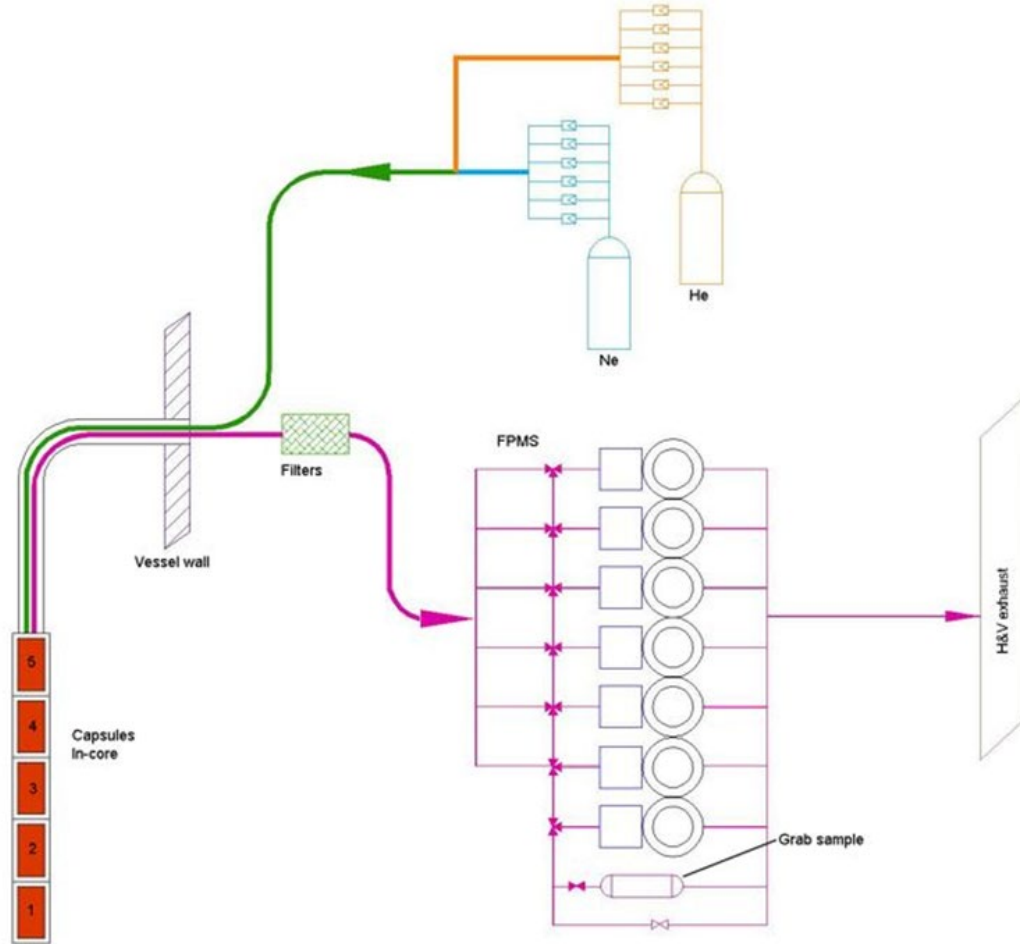 He
Ne
Filters
FPMS
Vessel wall
H&V exhaust
5
4
Capsules
In-core
3
2
1
Grab sample